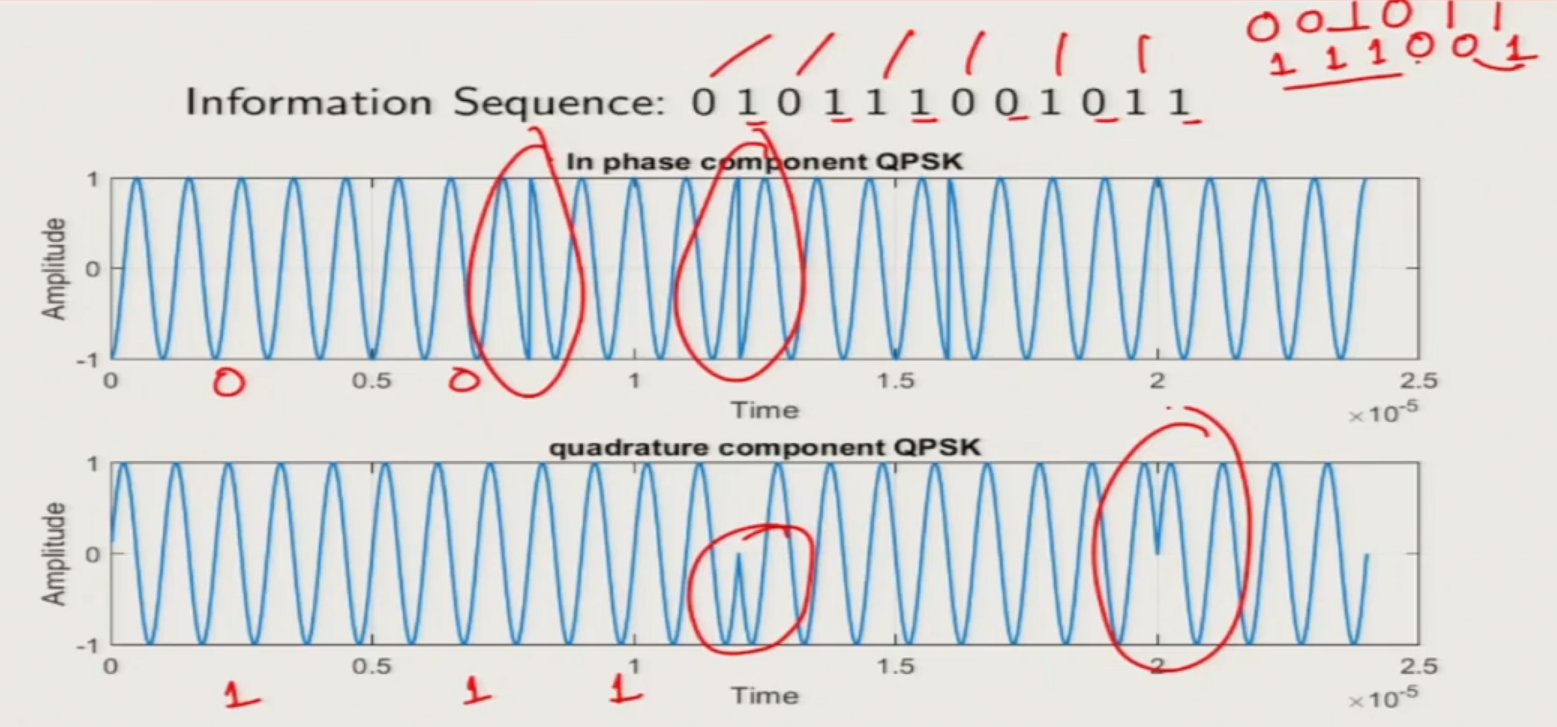 0 0 1 0 1 1
1 1 1 0 0 1
Information Sequence: 0 1 0 1 1 1 0 0 1 0 1 1
In phase component QPSK
1
0
-1
Amplitude
0 0.5 1 1.5 2 2.5
0 0
Time
×10-5
quadrature component QPSK
1
0
-1
Amplitude
0 0.5 1 1.5 2 2.5
1 1 1
Time
×10-5